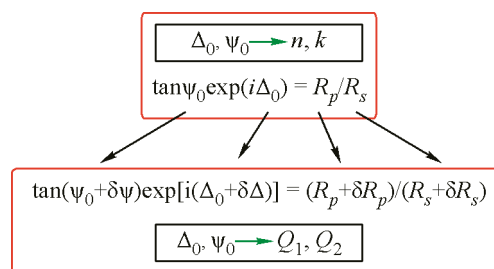 Δ₀, ψ₀ → n, k
tanψ₀exp(iΔ₀) = Rₚ/Rₛ
tan(ψ₀+δψ)exp[i(Δ₀+δΔ)] = (Rₚ+δRₚ)/(Rₛ+δRₛ)
Δ₀, ψ₀ → Q₁, Q₂